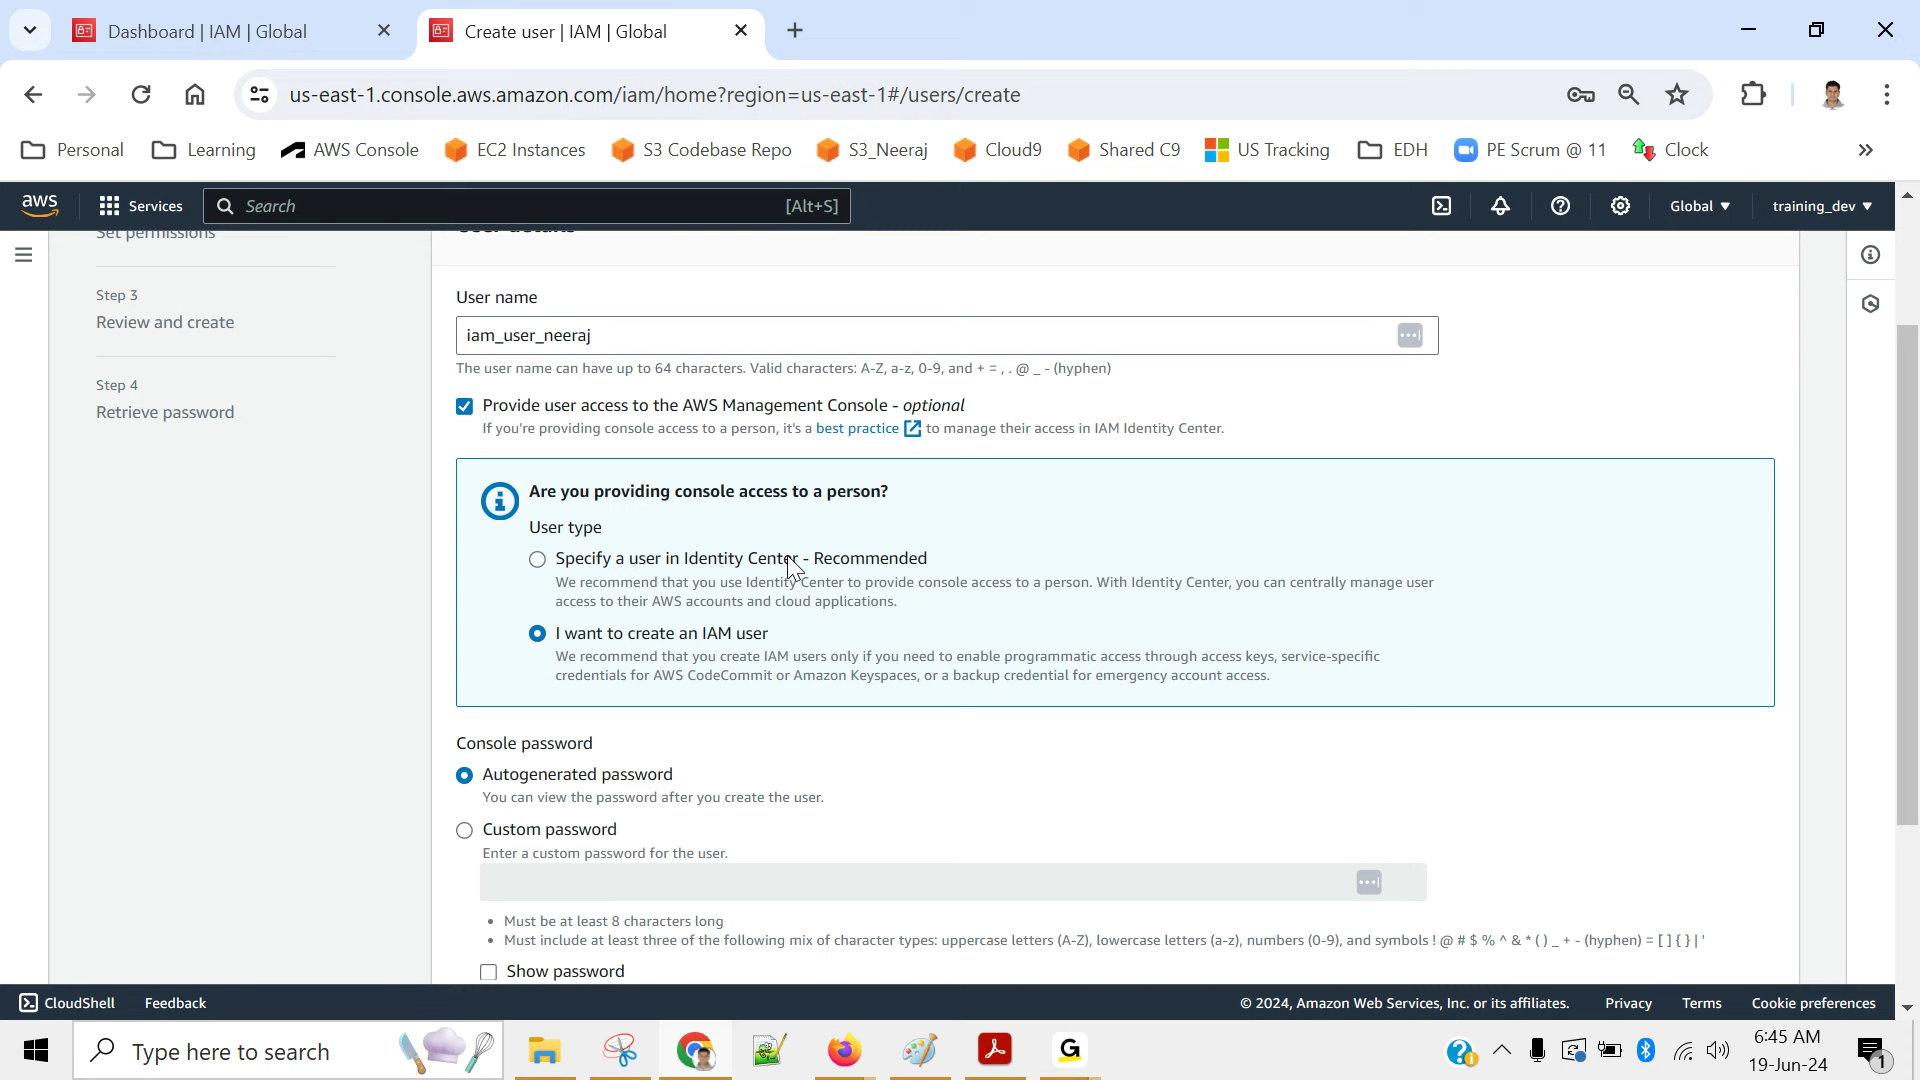 Dashboard | IAM | Global
Create user | IAM | Global
us-east-1.console.aws.amazon.com/iam/home?region=us-east-1#/users/create
Personal
Learning
AWS Console
EC2 Instances
S3 Codebase Repo
S3_Neeraj
Cloud9
Shared C9
US Tracking
EDH
PE Scrum @ 11
Clock
aws
Services
Search
[Alt+S]
Global
training_dev
Set permissions
Step 3
Review and create
Step 4
Retrieve password
User details
User name
iam_user_neeraj
The user name can have up to 64 characters. Valid characters: A-Z, a-z, 0-9, and + = , . @ _ - (hyphen)
Provide user access to the AWS Management Console - optional
If you're providing console access to a person, it's a best practice to manage their access in IAM Identity Center.
Are you providing console access to a person?
User type
Specify a user in Identity Center - Recommended
We recommend that you use Identity Center to provide console access to a person. With Identity Center, you can centrally manage user
access to their AWS accounts and cloud applications.
I want to create an IAM user
We recommend that you create IAM users only if you need to enable programmatic access through access keys, service-specific
credentials for AWS CodeCommit or Amazon Keyspaces, or a backup credential for emergency account access.
Console password
Autogenerated password
You can view the password after you create the user.
Custom password
Enter a custom password for the user.
Must be at least 8 characters long
Must include at least three of the following mix of character types: uppercase letters (A-Z), lowercase letters (a-z), numbers (0-9), and symbols ! @ # $ % ^ & * ( ) _ + - (hyphen) = [ ] { } | '
Show password
CloudShell
Feedback
© 2024, Amazon Web Services, Inc. or its affiliates.
Privacy
Terms
Cookie preferences
Type here to search
6:45 AM
19-Jun-24
1